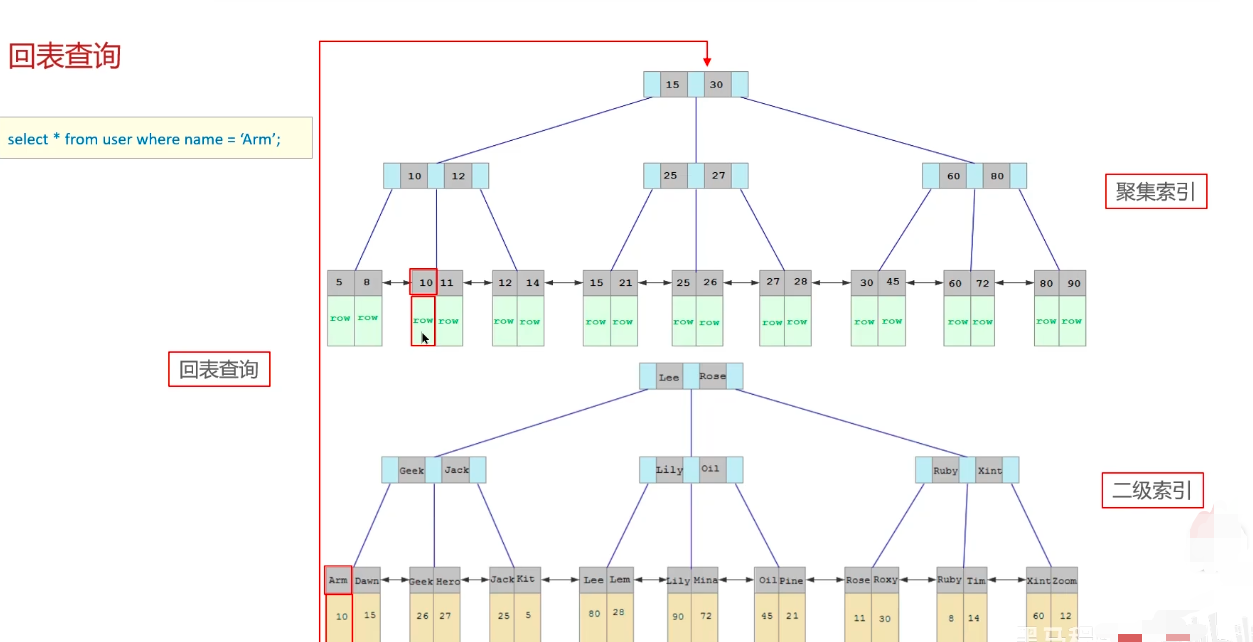 回表查询
select * from user where name = ‘Arm’;
15 30
10 12 25 27 60 80
聚集索引
5 8 10 11 12 14 15 21 25 26 27 28 30 45 60 72 80 90
row row row row row row row row row row row row row row row row row row
回表查询
Lee Rose
Geek Jack Lily Oil Ruby Xint
二级索引
Arm Dawn Geek Hero Jack Kit Lee Lem Lily Mina Oil Pine Rose Roxy Ruby Tim Xint Zoom
10 15 26 27 25 5 80 28 90 72 45 21 11 30 8 14 60 12